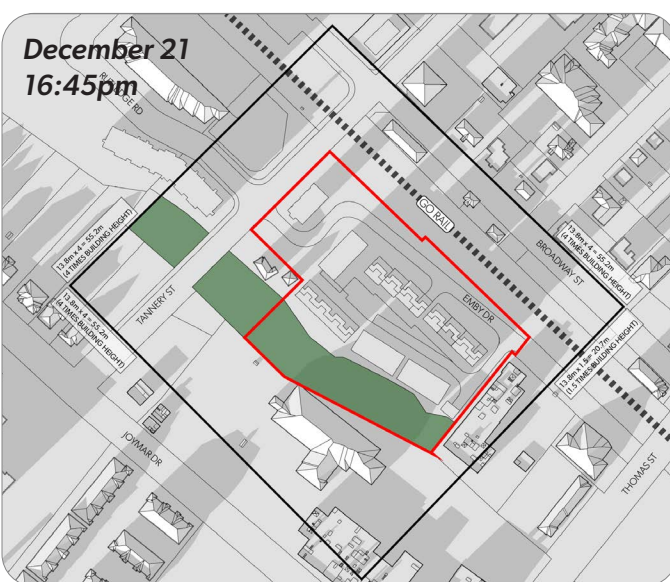 December 21
16:45pm
RUTLEDGE RD
GO RAIL
13.8m x 4 = 55.2m
(4 TIMES BUILDING HEIGHT)
13.8m x 4 = 55.2m
(4 TIMES BUILDING HEIGHT)
BROADWAY ST
TANNERY ST
EMBY DR
13.8m x 4 = 55.2m
(4 TIMES BUILDING HEIGHT)
13.8m x 1.5= 20.7m
(1.5 TIMES BUILDING HEIGHT)
JOYMAR DR
THOMAS ST